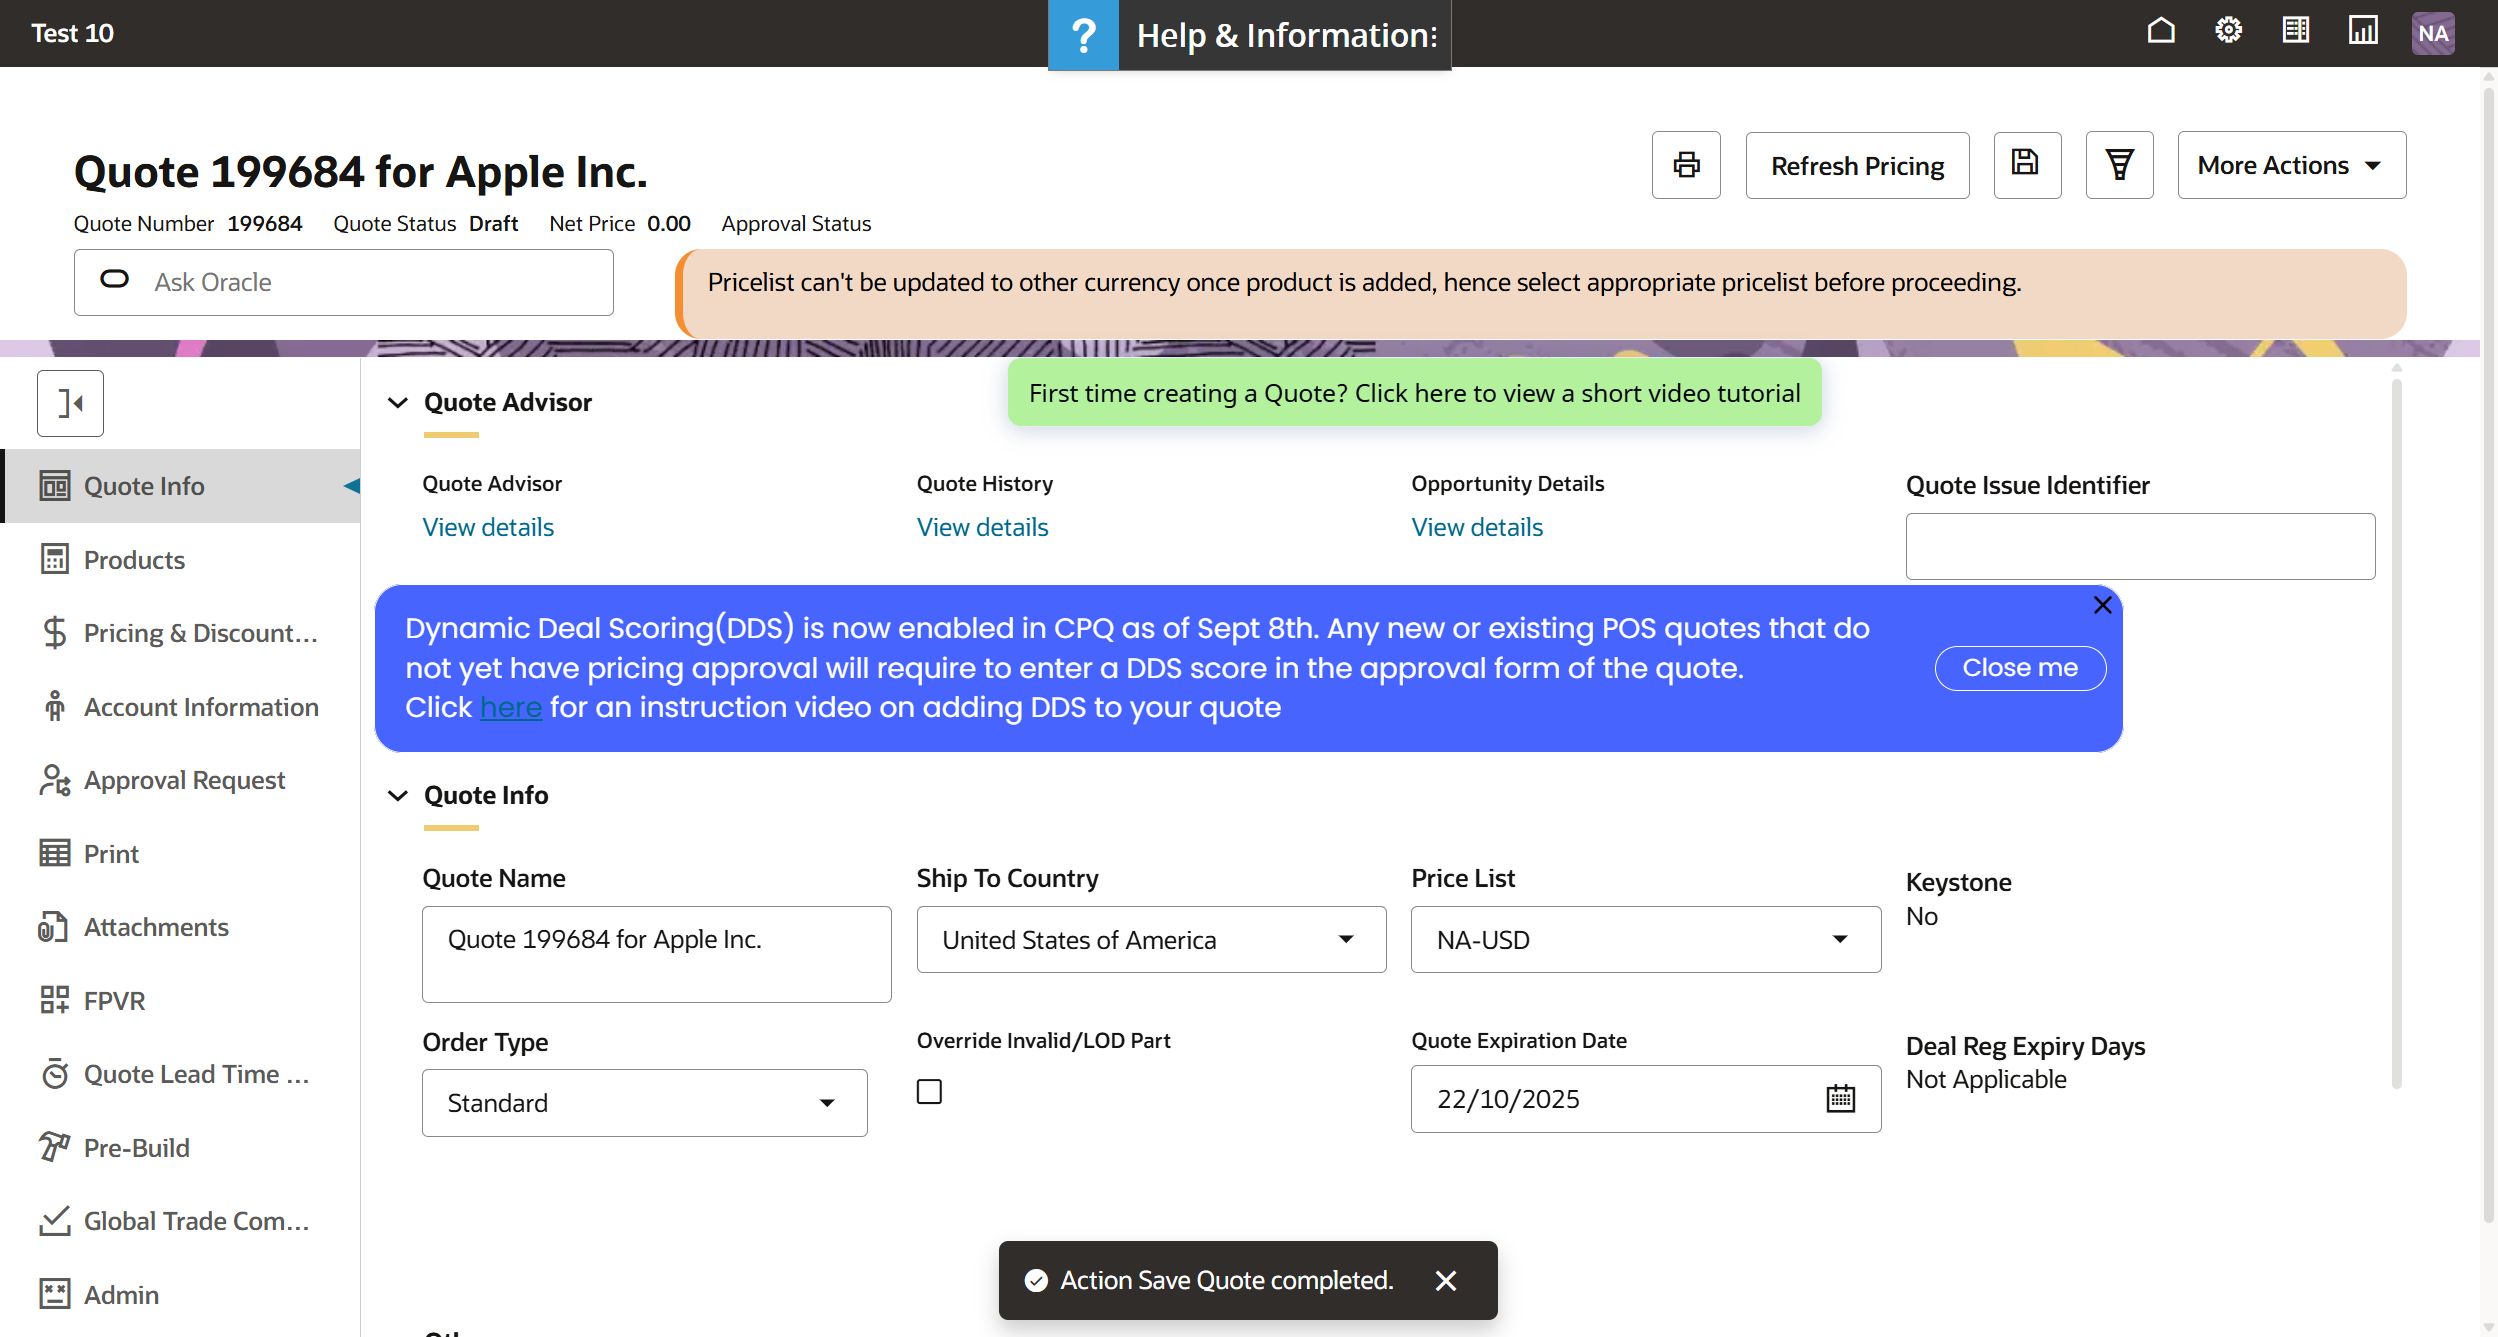 Test 10
? Help & Information:
NA
Quote 199684 for Apple Inc.
Refresh Pricing
More Actions
Quote Number 199684 Quote Status Draft Net Price 0.00 Approval Status
Ask Oracle
Pricelist can't be updated to other currency once product is added, hence select appropriate pricelist before proceeding.
Quote Advisor
First time creating a Quote? Click here to view a short video tutorial
Quote Info
Products
Pricing & Discount...
Account Information
Approval Request
Print
Attachments
FPVR
Quote Lead Time ...
Pre-Build
Global Trade Com...
Admin
Quote Advisor
View details
Quote History
View details
Opportunity Details
View details
Quote Issue Identifier
Dynamic Deal Scoring(DDS) is now enabled in CPQ as of Sept 8th. Any new or existing POS quotes that do
not yet have pricing approval will require to enter a DDS score in the approval form of the quote.
Click here for an instruction video on adding DDS to your quote
Close me
Quote Info
Quote Name
Quote 199684 for Apple Inc.
Ship To Country
United States of America
Price List
NA-USD
Keystone
No
Order Type
Standard
Override Invalid/LOD Part
Quote Expiration Date
22/10/2025
Deal Reg Expiry Days
Not Applicable
Action Save Quote completed.